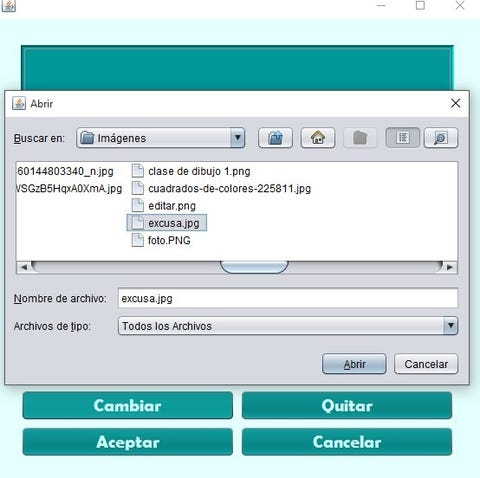 Abrir
Buscar en: Imágenes
60144803340_n.jpg
VSGzB5HqxA0XmA.jpg
clase de dibujo 1.png
cuadrados-de-colores-225811.jpg
editar.png
excusa.jpg
foto.PNG
Nombre de archivo: excusa.jpg
Archivos de tipo: Todos los Archivos
Abrir Cancelar
Cambiar Quitar
Aceptar Cancelar